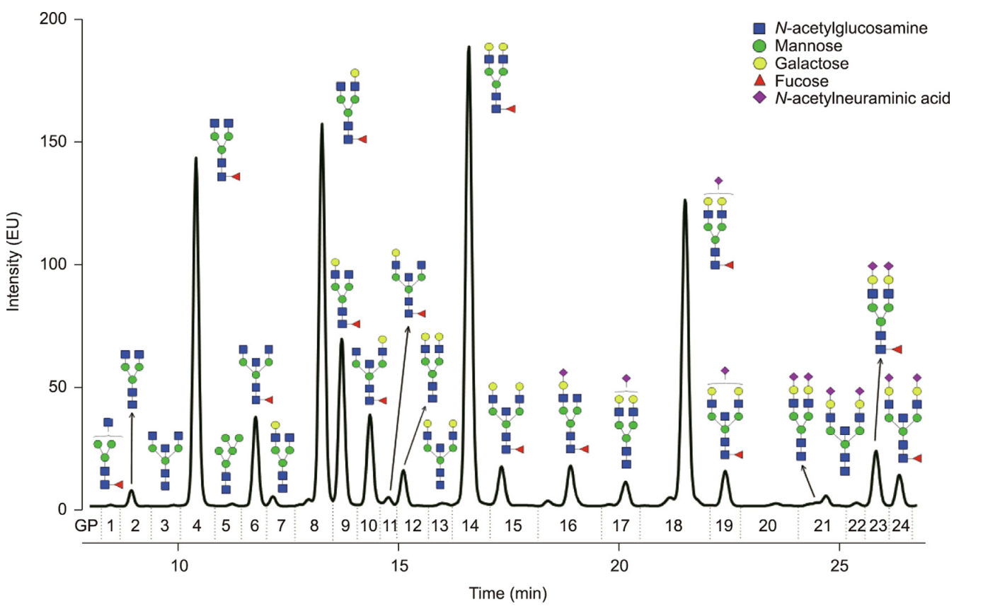 200
150
100
50
0
Intensity (EU)
N-acetylglucosamine
Mannose
Galactose
Fucose
N-acetylneuraminic acid
GP 1 2 3 4 5 6 7 8 9 10 11 12 13 14 15 16 17 18 19 20 21 22 23 24
10 15 20 25
Time (min)